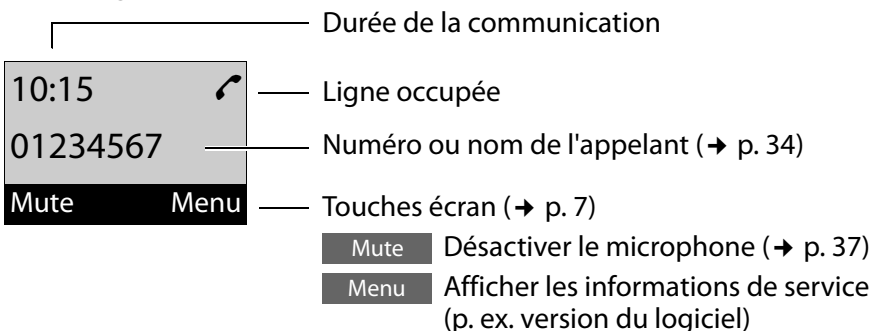 Durée de la communication
10:15
Ligne occupée
01234567
Numéro ou nom de l'appelant (➜ p. 34)
Mute Menu
Touches écran (➜ p. 7)
Mute Désactiver le microphone (➜ p. 37)
Menu Afficher les informations de service
(p. ex. version du logiciel)